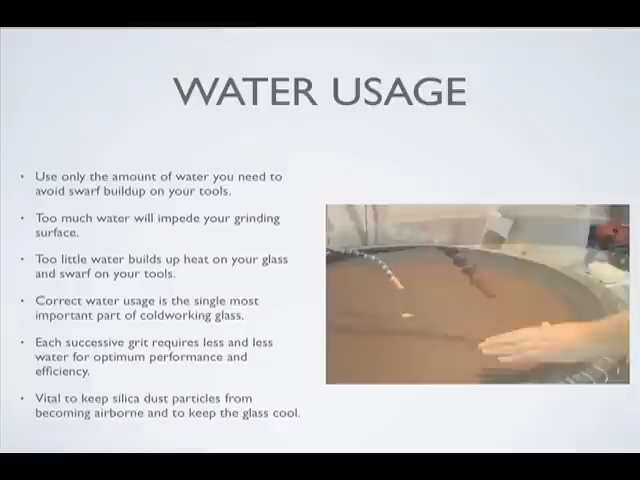 WATER USAGE
• Use only the amount of water you need to
avoid swarf buildup on your tools.
• Too much water will impede your grinding
surface.
• Too little water builds up heat on your glass
and swarf on your tools.
• Correct water usage is the single most
important part of coldworking glass.
• Each successive grit requires less and less
water for optimum performance and
efficiency.
• Vital to keep silica dust particles from
becoming airborne and to keep the glass cool.